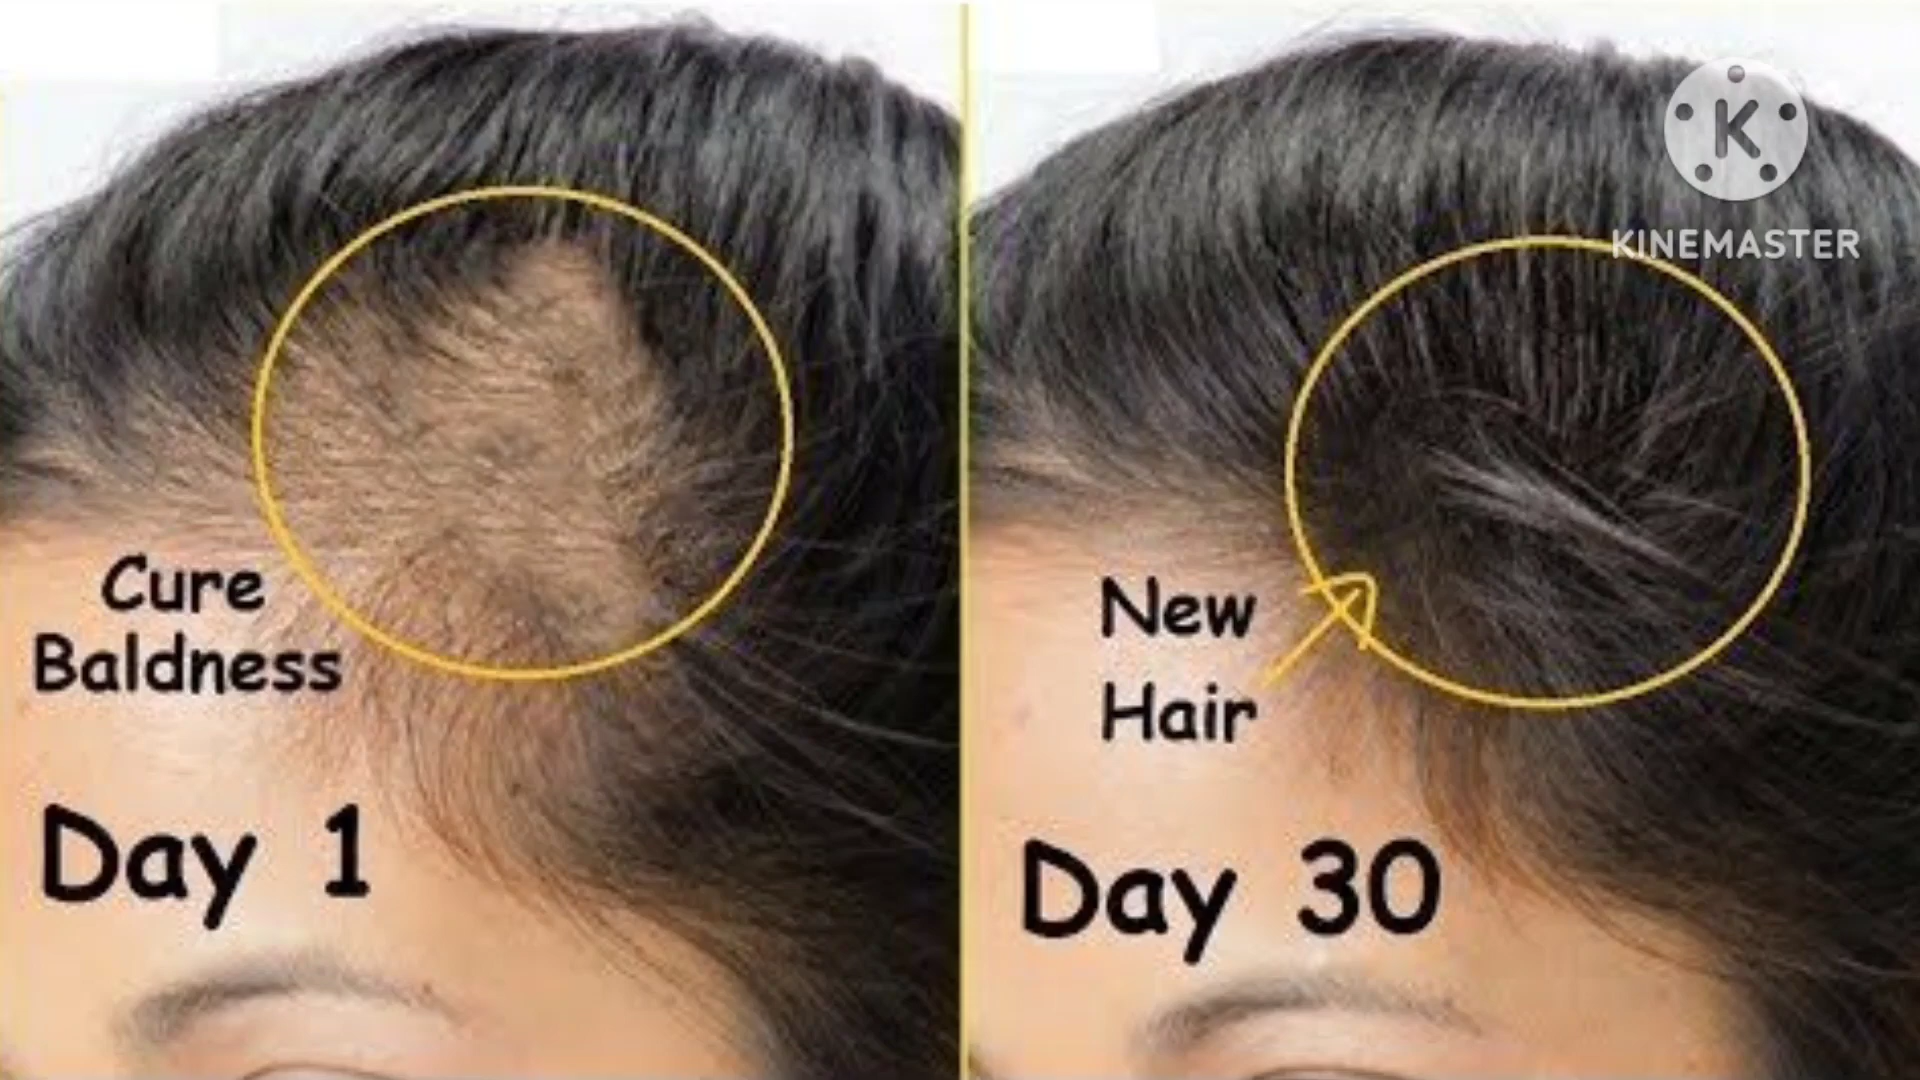 Cure
Baldness
Day 1
K
KINEMASTER
New
Hair
Day 30